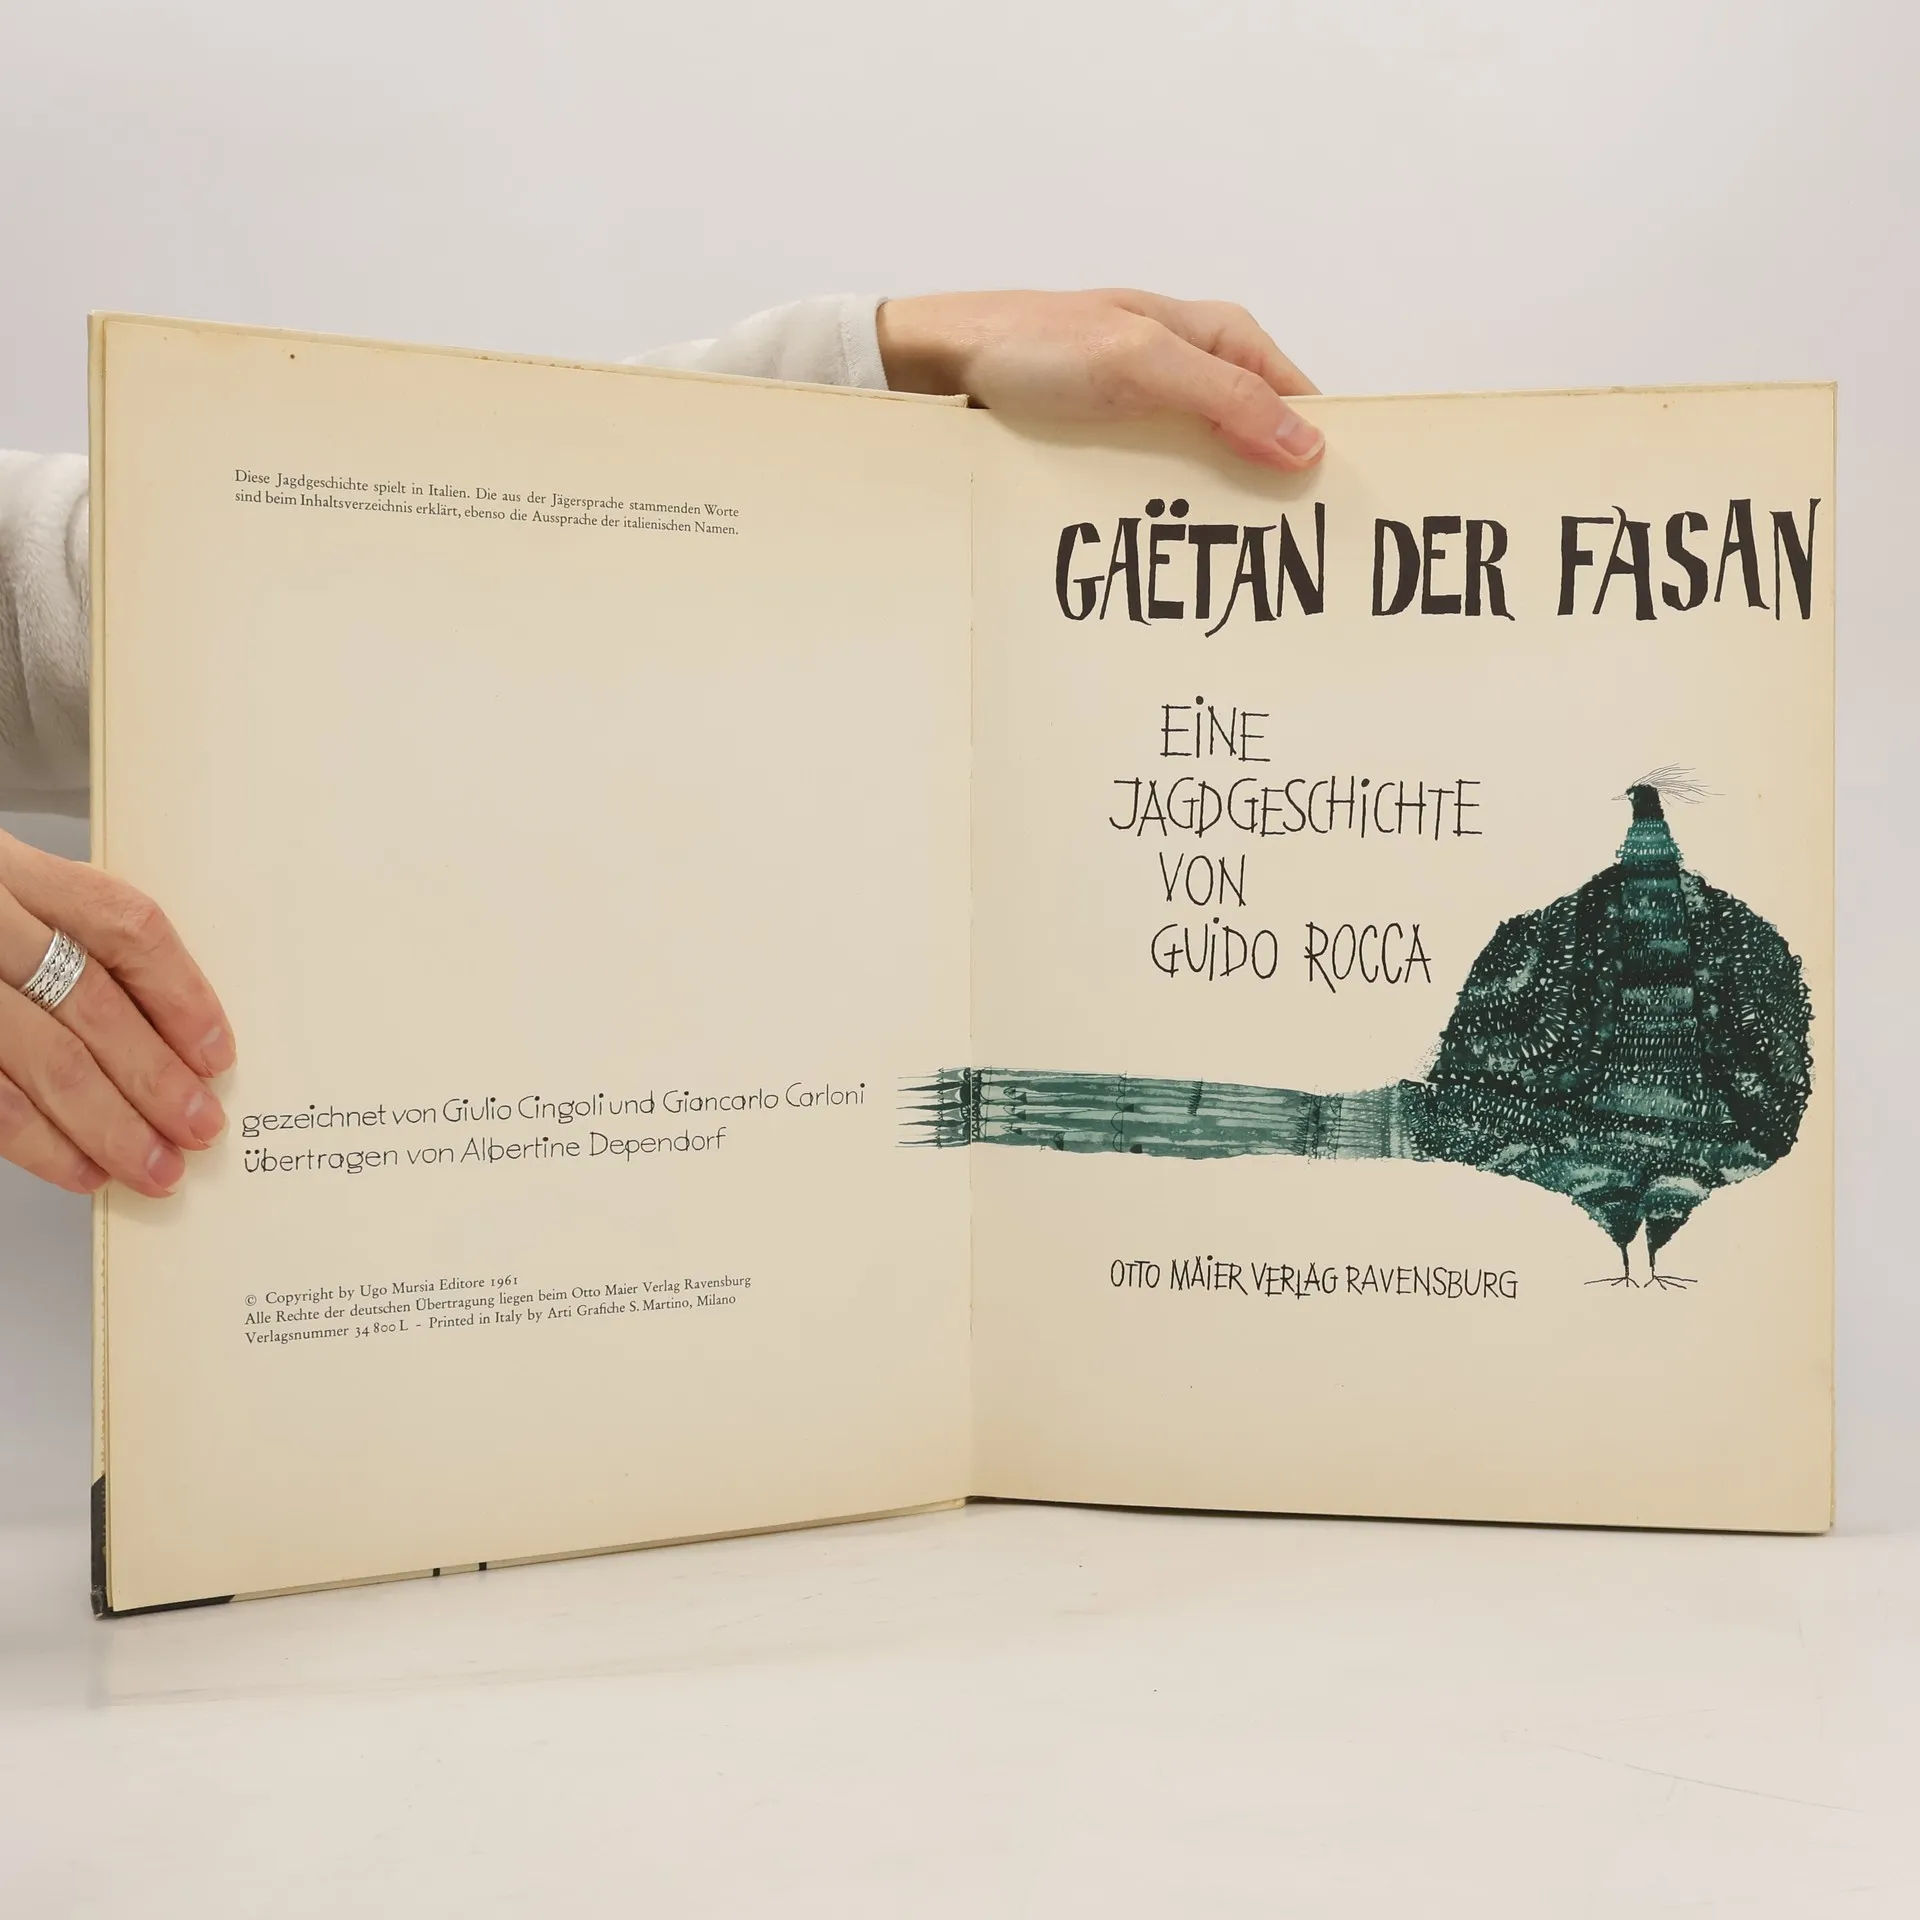 Diese Jagdgeschichte spielt in Italien. Die aus der Jägersprache stammenden Worte
sind beim Inhaltsverzeichnis erklärt, ebenso die Aussprache der italienischen Namen.
gezeichnet von Giulio Cingoli und Giancarlo Carloni
übertragen von Albertine Dependorf
© Copyright by Ugo Mursia Editore 1961
Alle Rechte der deutschen Übertragung liegen beim Otto Maier Verlag Ravensburg
Verlagsnummer 34 800 L - Printed in Italy by Arti Grafiche S. Martino, Milano
GAËTAN DER FASAN
EINE
JAGDGESCHICHTE
VON
GUIDO ROCCA
OTTO MAIER VERLAG RAVENSBURG